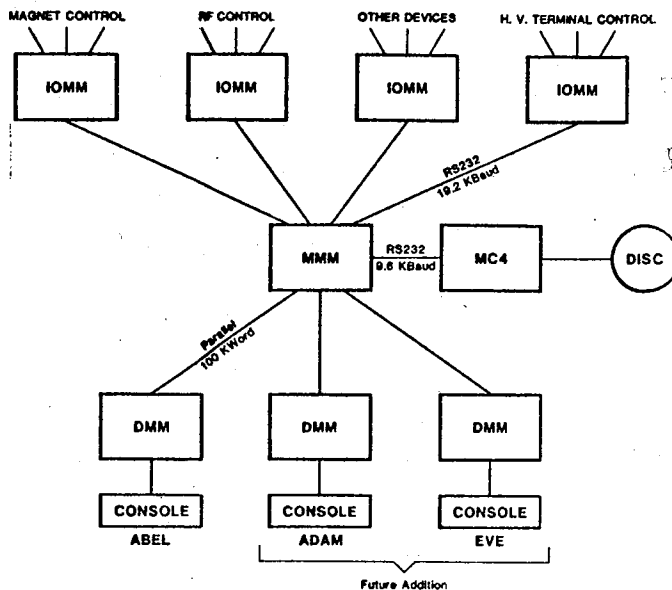 MAGNET CONTROL
RF CONTROL
OTHER DEVICES
H. V. TERMINAL CONTROL
IOMM
IOMM
IOMM
IOMM
RS232
19.2 KBaud
MMM
RS232
9.6 KBaud
MC4
DISC
Parallel
100 KWord
DMM
DMM
DMM
CONSOLE
CONSOLE
CONSOLE
ABEL
ADAM
EVE
Future Addition